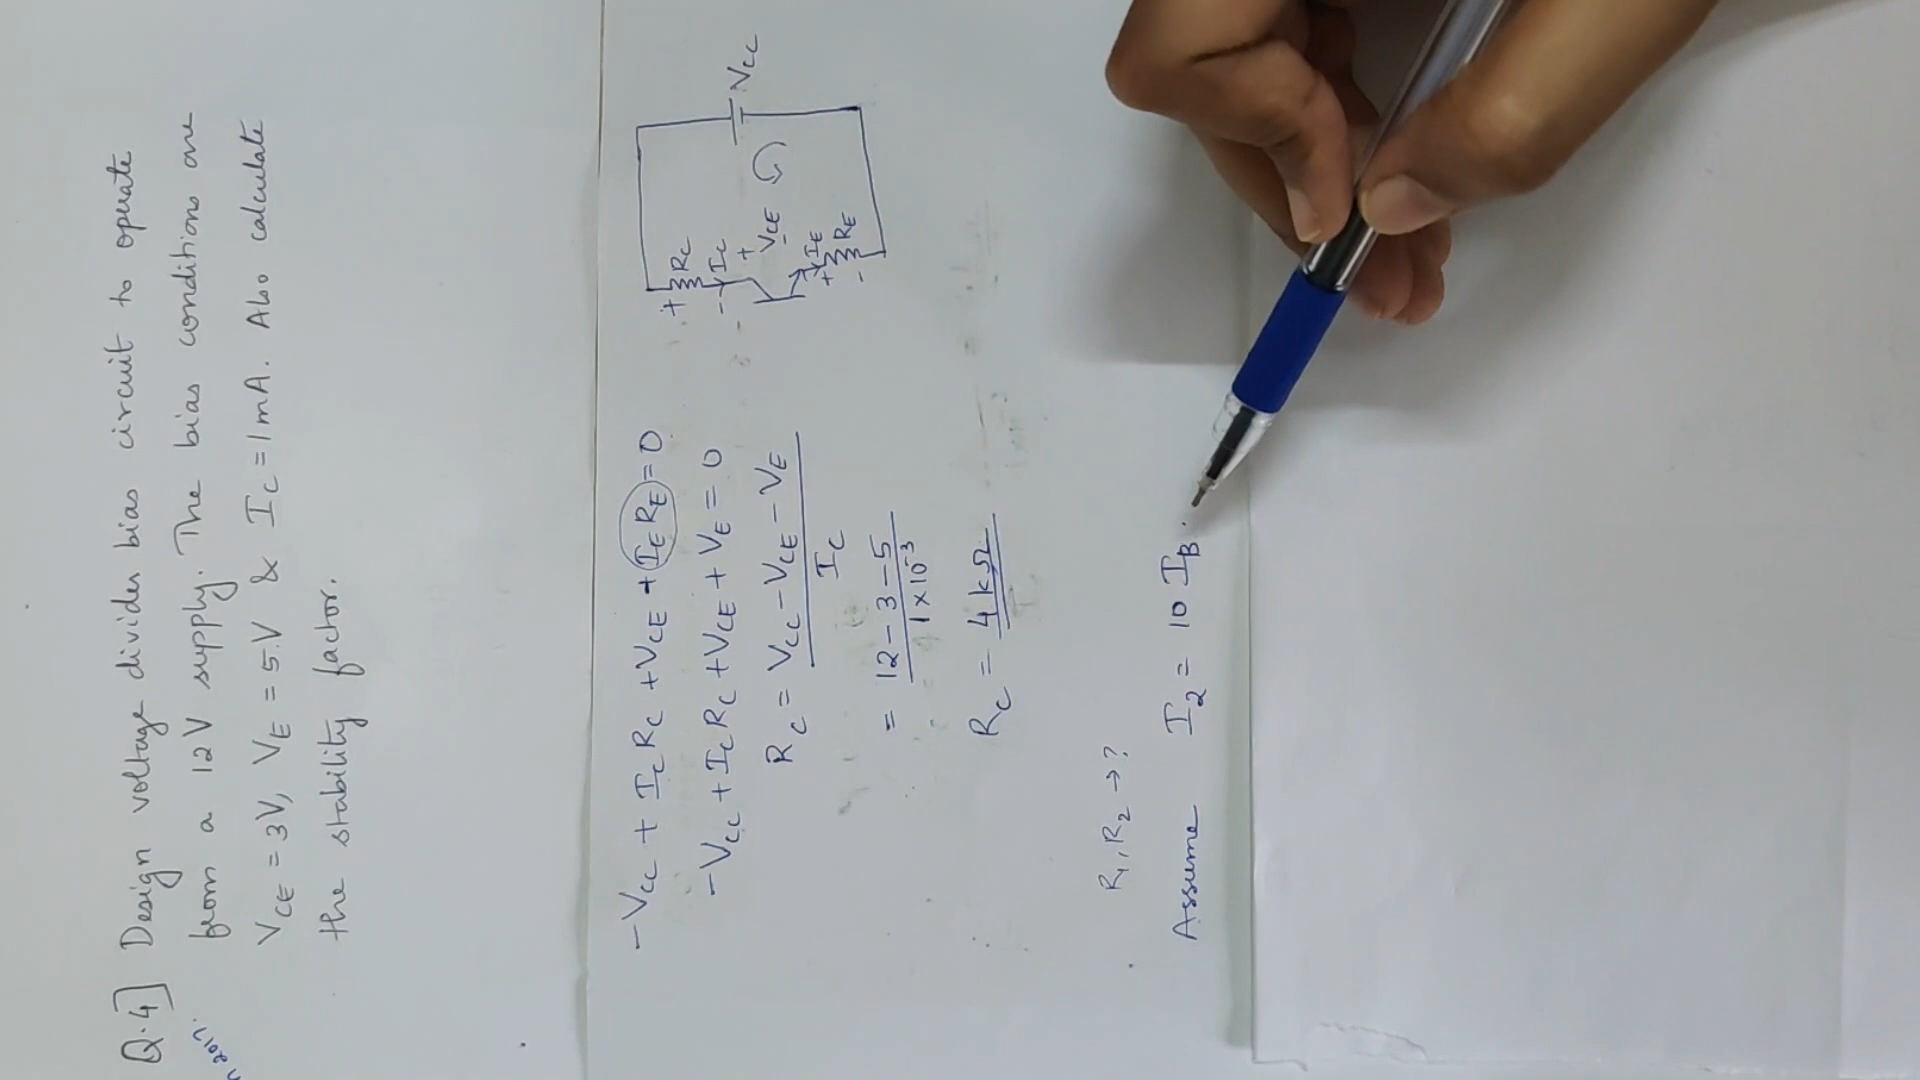 Q.4] Design voltage divider bias circuit to operate
from a 12V supply. The bias conditions are
VCE = 3V, VE = 5V & IC = 1mA. Also calculate
the stability factor.
2017.
-VCC + ICRC + VCE + IERE = 0
-VCC + ICRC + VCE + VE = 0
RC = VCC - VCE - VE
IC
= 12 - 3 - 5
1 × 10⁻³
RC = 4kΩ
+ RC
- IC
+
VCE
-
IE
+ RE
-
VCC
R1, R2 → ?
Assume I2 = 10 IB.